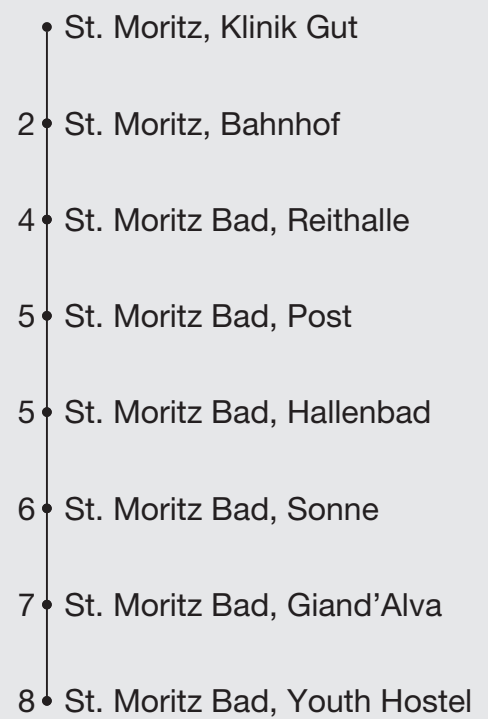 St. Moritz, Klinik Gut
2 St. Moritz, Bahnhof
4 St. Moritz Bad, Reithalle
5 St. Moritz Bad, Post
5 St. Moritz Bad, Hallenbad
6 St. Moritz Bad, Sonne
7 St. Moritz Bad, Giand’Alva
8 St. Moritz Bad, Youth Hostel